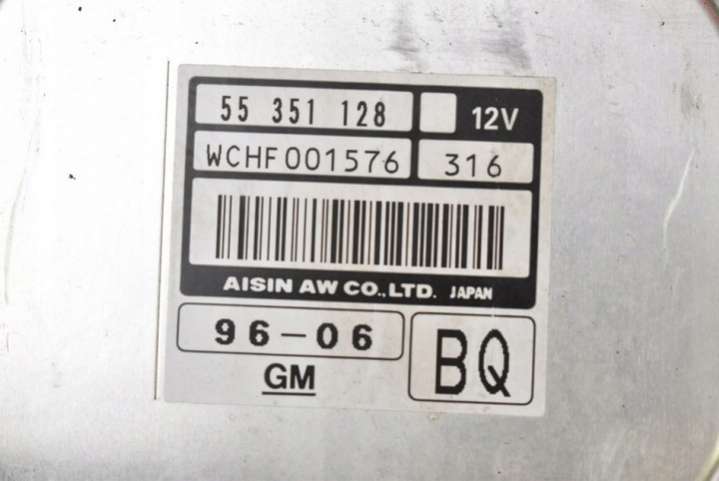 55 351 128 12V
WCHF001576 316
AISIN AW CO.,LTD. JAPAN
96-06
BQ
GM